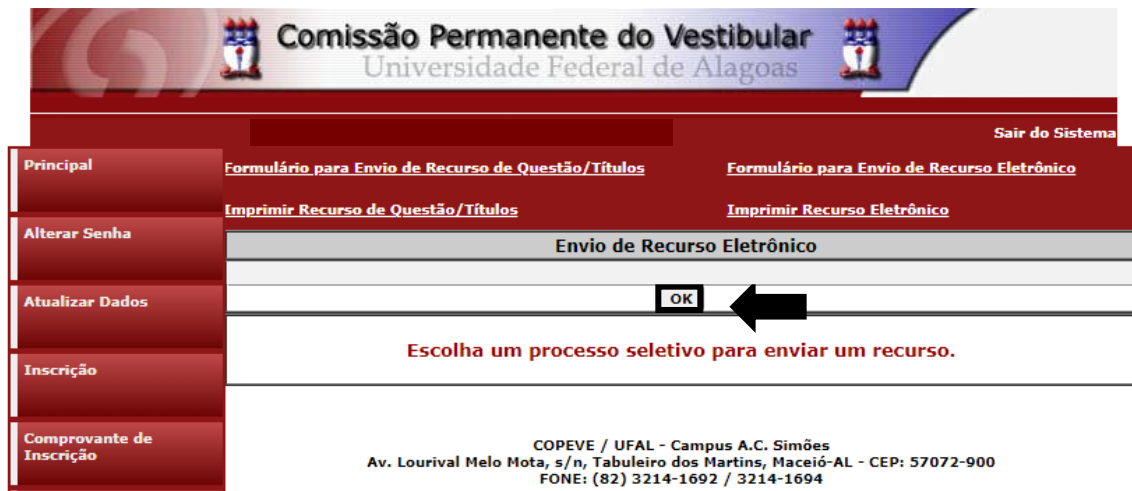 Comissão Permanente do Vestibular
Universidade Federal de Alagoas
Sair do Sistema
Principal
Formulário para Envio de Recurso de Questão/Títulos
Formulário para Envio de Recurso Eletrônico
Imprimir Recurso de Questão/Títulos
Imprimir Recurso Eletrônico
Alterar Senha
Envio de Recurso Eletrônico
Atualizar Dados
OK
Escolha um processo seletivo para enviar um recurso.
Inscrição
Comprovante de
Inscrição
COPEVE / UFAL - Campus A.C. Simões
Av. Lourival Melo Mota, s/n, Tabuleiro dos Martins, Maceió-AL - CEP: 57072-900
FONE: (82) 3214-1692 / 3214-1694